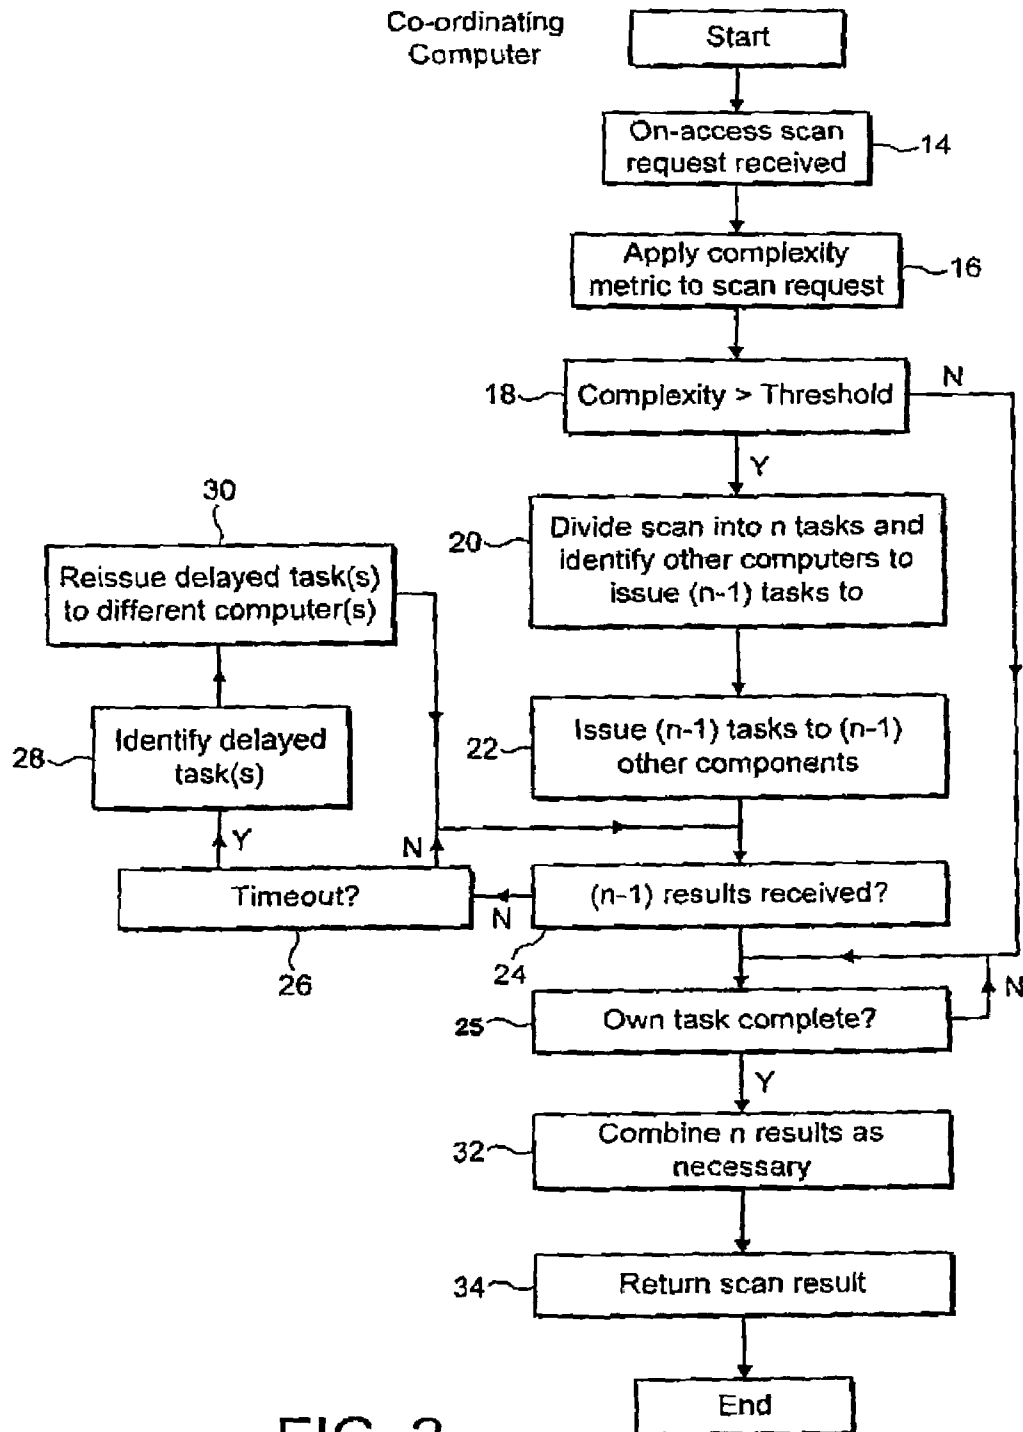 Co-ordinating
Computer
Start
On-access scan
request received
14
Apply complexity
metric to scan request
16
18
Complexity > Threshold
N
Y
20
Divide scan into n tasks and
identify other computers to
issue (n-1) tasks to
30
Reissue delayed task(s)
to different computer(s)
22
Issue (n-1) tasks to (n-1)
other components
28
Identify delayed
task(s)
Y
N
Timeout?
26
N
(n-1) results received?
24
25
Own task complete?
N
Y
32
Combine n results as
necessary
34
Return scan result
End